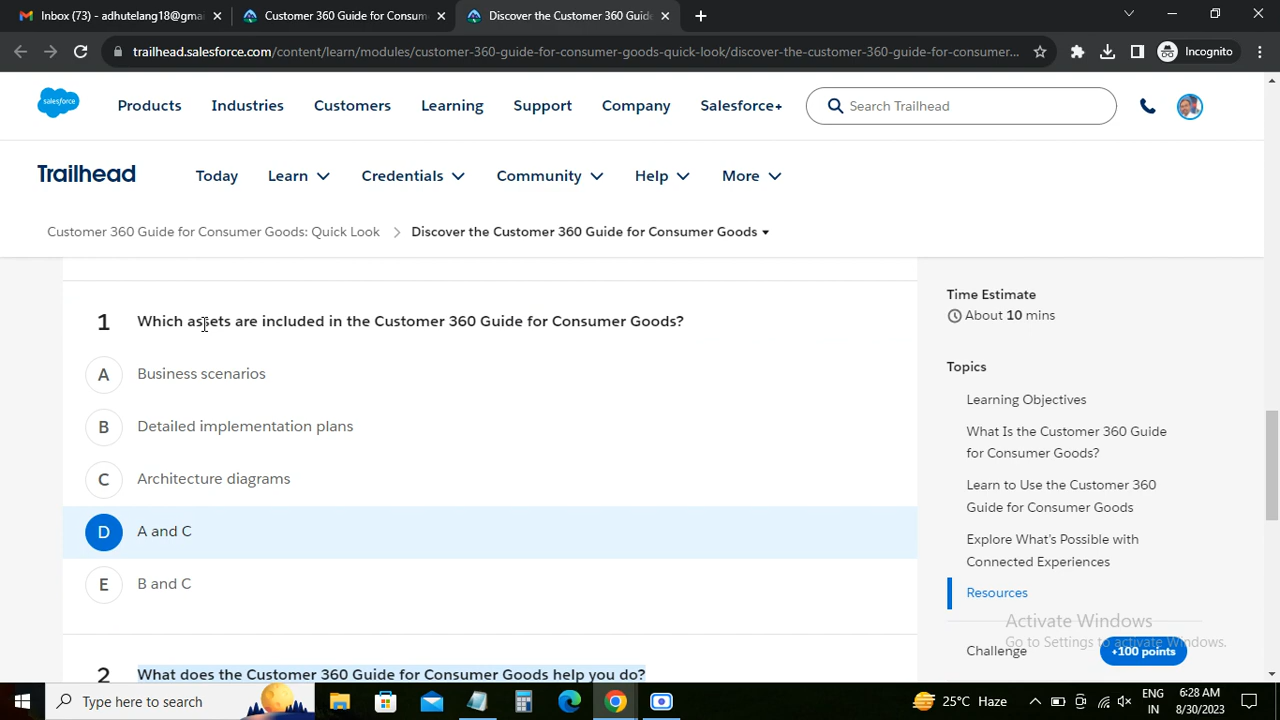 Inbox (73) - adhutelang18@gma
Customer 360 Guide for Consum
Discover the Customer 360 Guide
trailhead.salesforce.com/content/learn/modules/customer-360-guide-for-consumer-goods-quick-look/discover-the-customer-360-guide-for-consumer...
Incognito
salesforce
Products Industries Customers Learning Support Company Salesforce+
Search Trailhead
Trailhead
Today Learn Credentials Community Help More
Customer 360 Guide for Consumer Goods: Quick Look > Discover the Customer 360 Guide for Consumer Goods
1 Which assets are included in the Customer 360 Guide for Consumer Goods?
A Business scenarios
B Detailed implementation plans
C Architecture diagrams
D A and C
E B and C
2 What does the Customer 360 Guide for Consumer Goods help you do?
Time Estimate
About 10 mins
Topics
Learning Objectives
What Is the Customer 360 Guide
for Consumer Goods?
Learn to Use the Customer 360
Guide for Consumer Goods
Explore What's Possible with
Connected Experiences
Resources
Activate Windows
Go to Settings to activate Windows.
Challenge +100 points
Type here to search
25°C Haze
ENG
IN
6:28 AM
8/30/2023